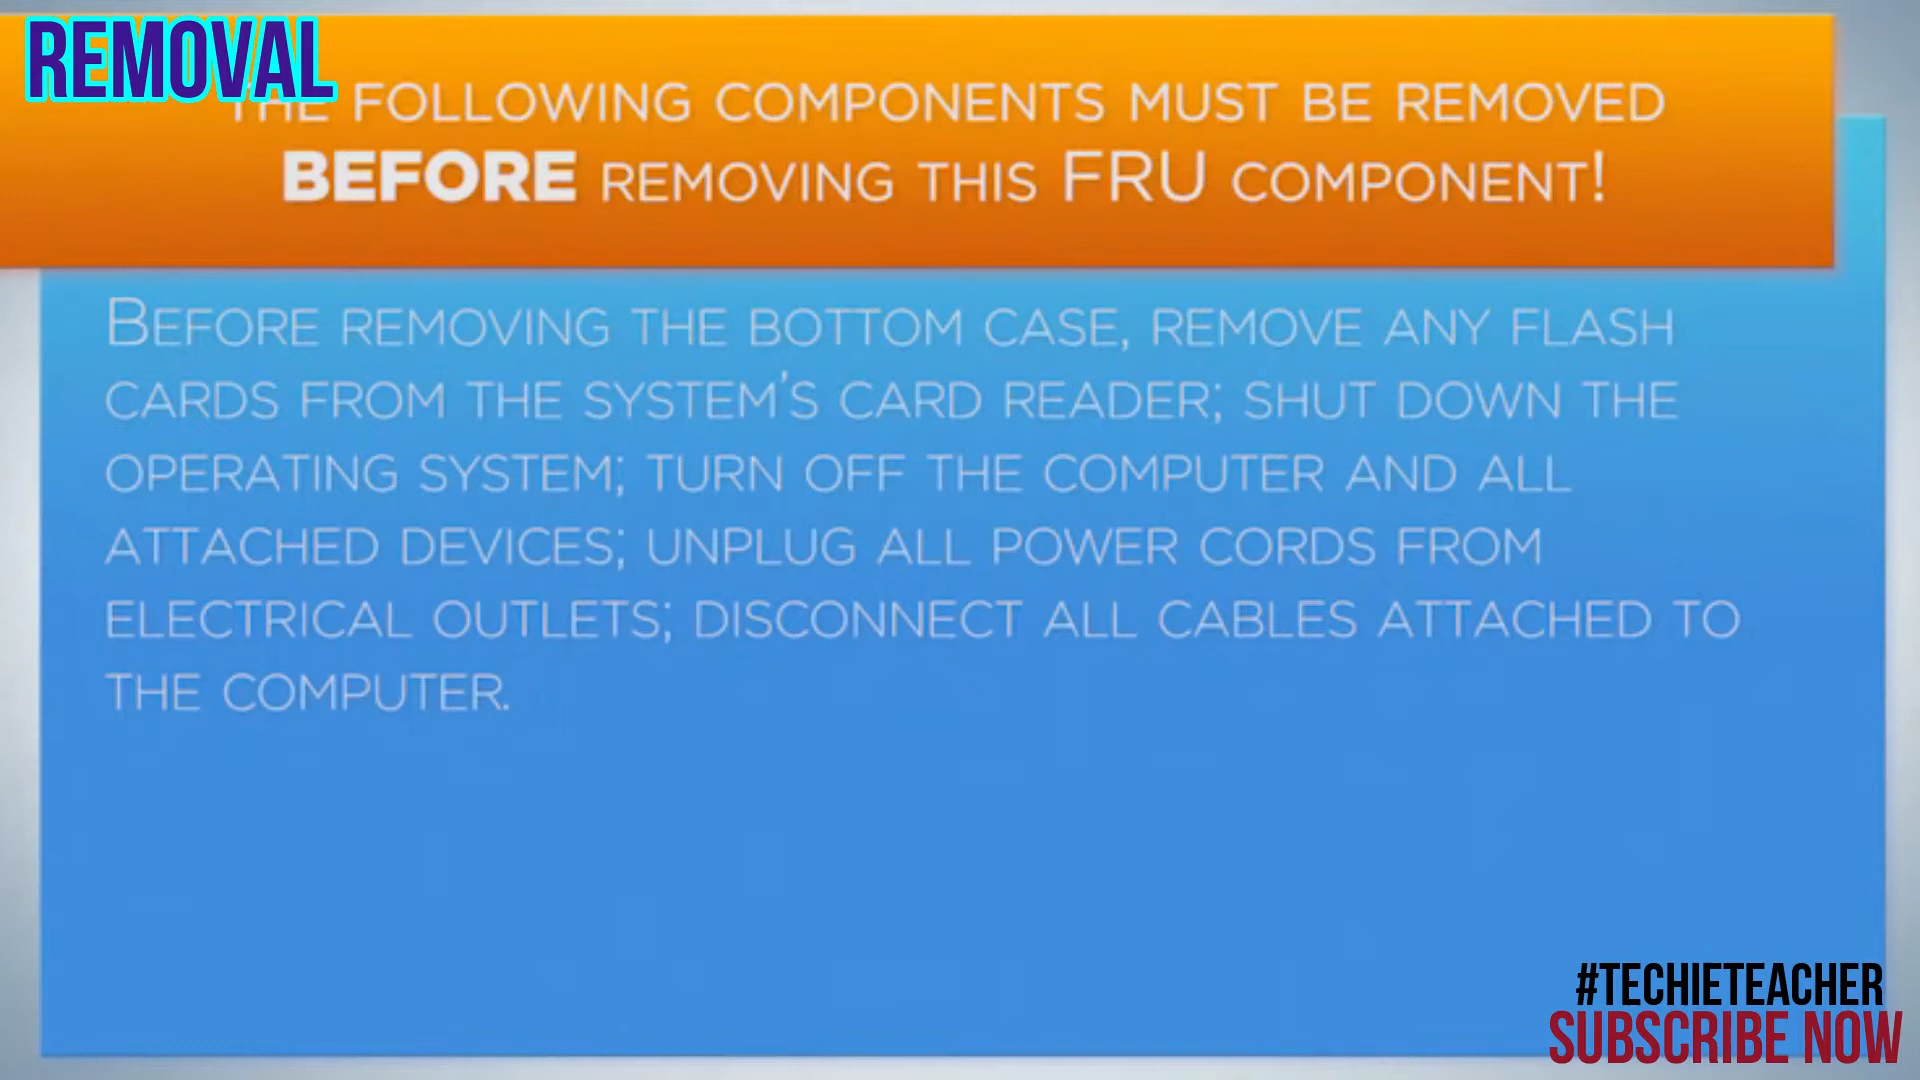 REMOVAL
THE FOLLOWING COMPONENTS MUST BE REMOVED
BEFORE REMOVING THIS FRU COMPONENT!
BEFORE REMOVING THE BOTTOM CASE, REMOVE ANY FLASH
CARDS FROM THE SYSTEM'S CARD READER; SHUT DOWN THE
OPERATING SYSTEM; TURN OFF THE COMPUTER AND ALL
ATTACHED DEVICES; UNPLUG ALL POWER CORDS FROM
ELECTRICAL OUTLETS; DISCONNECT ALL CABLES ATTACHED TO
THE COMPUTER.
#TECHIETEACHER
SUBSCRIBE NOW